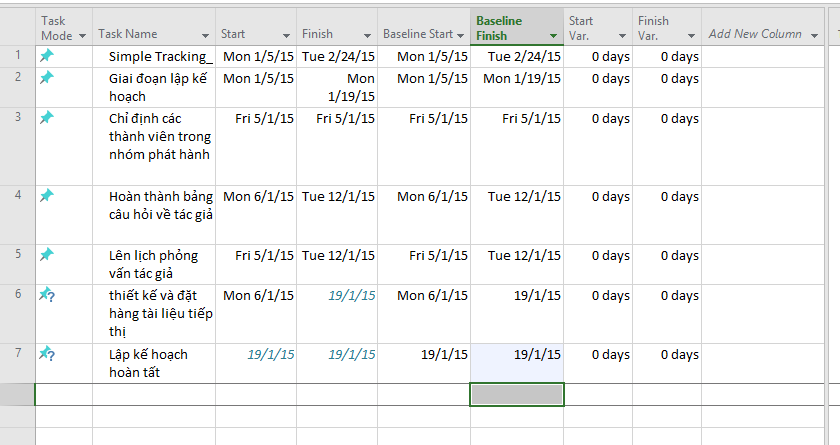 Task Mode Task Name Start Finish Baseline Start Baseline Finish Start Var. Finish Var. Add New Column
1 Simple Tracking_ Mon 1/5/15 Tue 2/24/15 Mon 1/5/15 Tue 2/24/15 0 days 0 days
2 Giai đoạn lập kế hoạch Mon 1/5/15 Mon 1/19/15 Mon 1/5/15 Mon 1/19/15 0 days 0 days
3 Chỉ định các thành viên trong nhóm phát hành Fri 5/1/15 Fri 5/1/15 Fri 5/1/15 Fri 5/1/15 0 days 0 days
4 Hoàn thành bảng câu hỏi về tác giả Mon 6/1/15 Tue 12/1/15 Mon 6/1/15 Tue 12/1/15 0 days 0 days
5 Lên lịch phỏng vấn tác giả Fri 5/1/15 Tue 12/1/15 Fri 5/1/15 Tue 12/1/15 0 days 0 days
6 thiết kế và đặt hàng tài liệu tiếp thị Mon 6/1/15 19/1/15 Mon 6/1/15 19/1/15 0 days 0 days
7 Lập kế hoạch hoàn tất 19/1/15 19/1/15 19/1/15 19/1/15 0 days 0 days